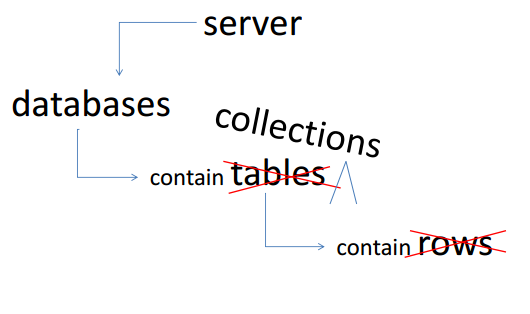 server
databases
collections
contain tables
contain rows